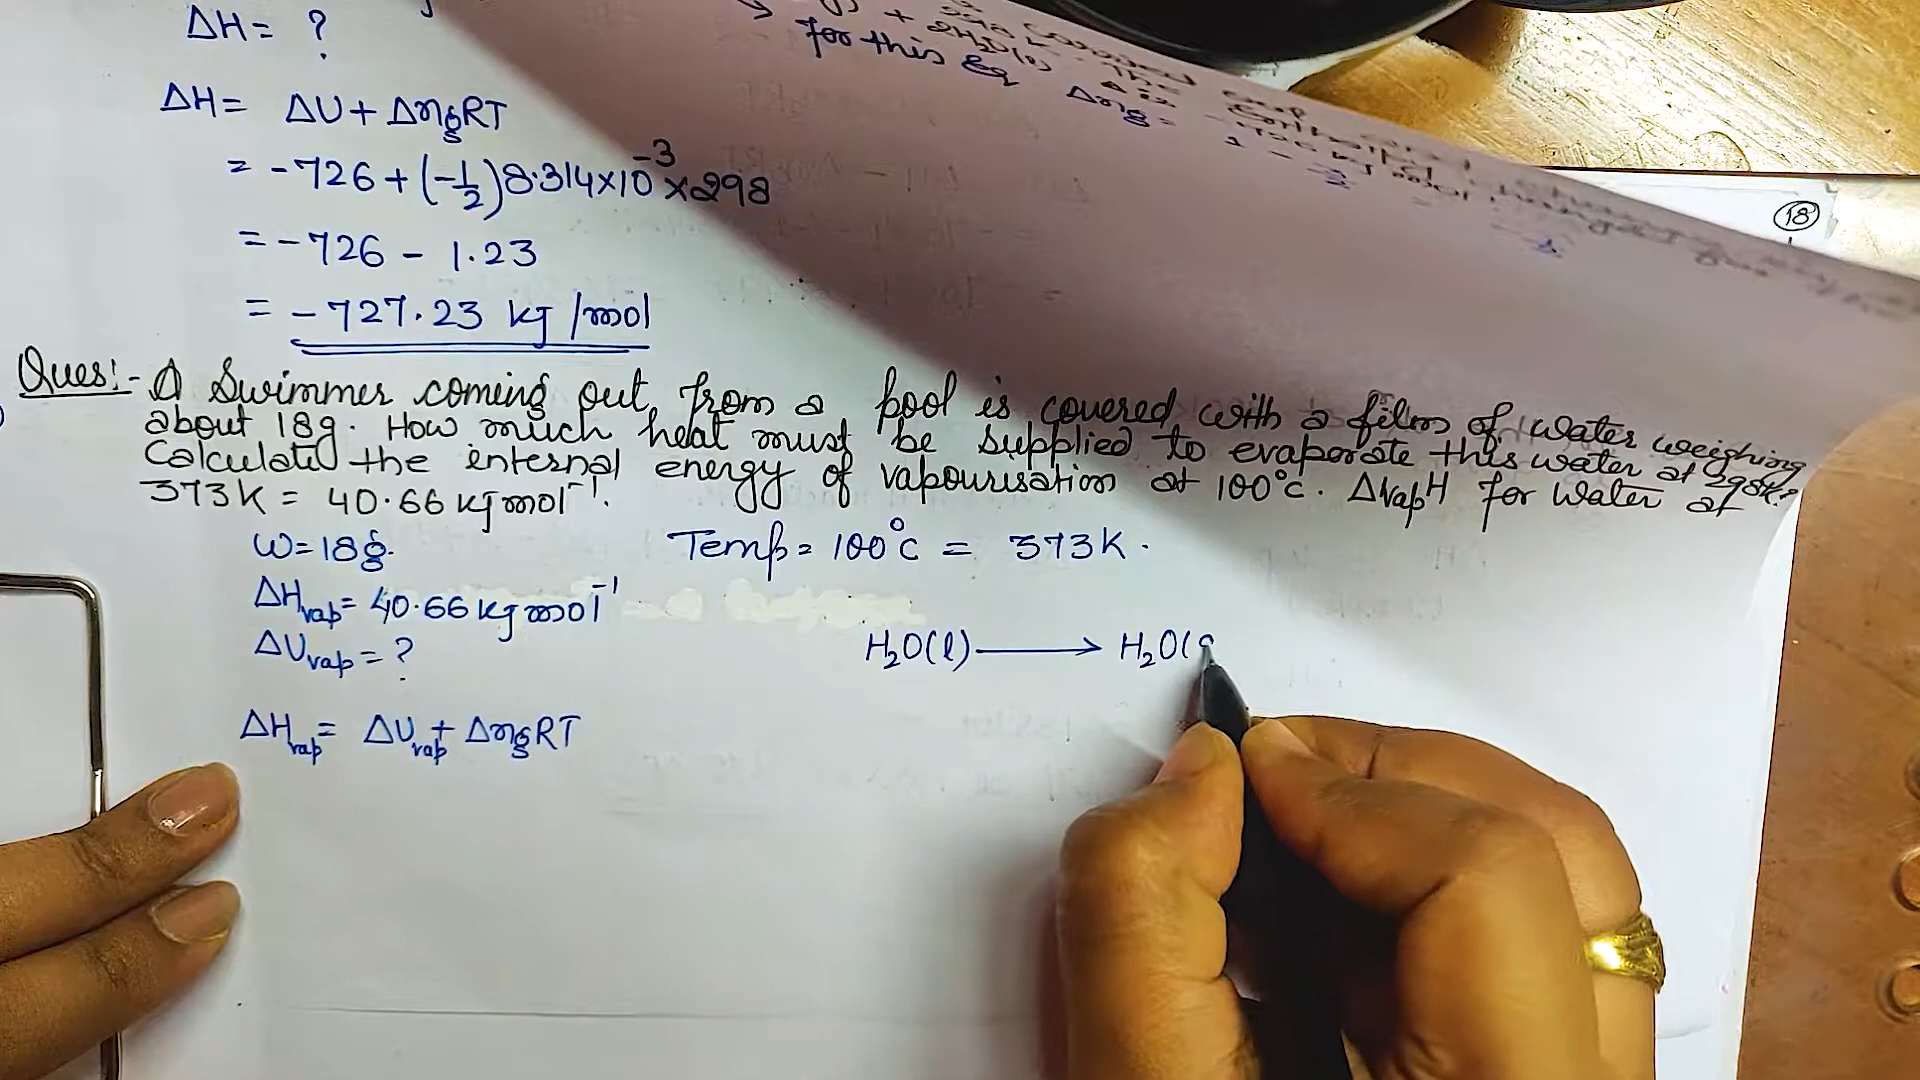 ΔH = ?
ΔH = ΔU + ΔngRT
= -726 + (-1/2) 8.314×10⁻³ × 298
= -726 - 1.23
= -727.23 kJ/mol
for this Eq Δng =
18
Ques:- A Swimmer coming out from a pool is covered with a film of water weighing
about 18g. How much heat must be supplied to evaporate this water at 298K?
Calculate the internal energy of vapourisation at 100°C. ΔvapH for water at
373K = 40.66 kJ mol⁻¹.
W = 18g. Temp = 100°C = 373K.
ΔHvap = 40.66 kJ mol⁻¹
ΔUvap = ?
H₂O(l) ⟶ H₂O(g
ΔHvap = ΔUvap + ΔngRT